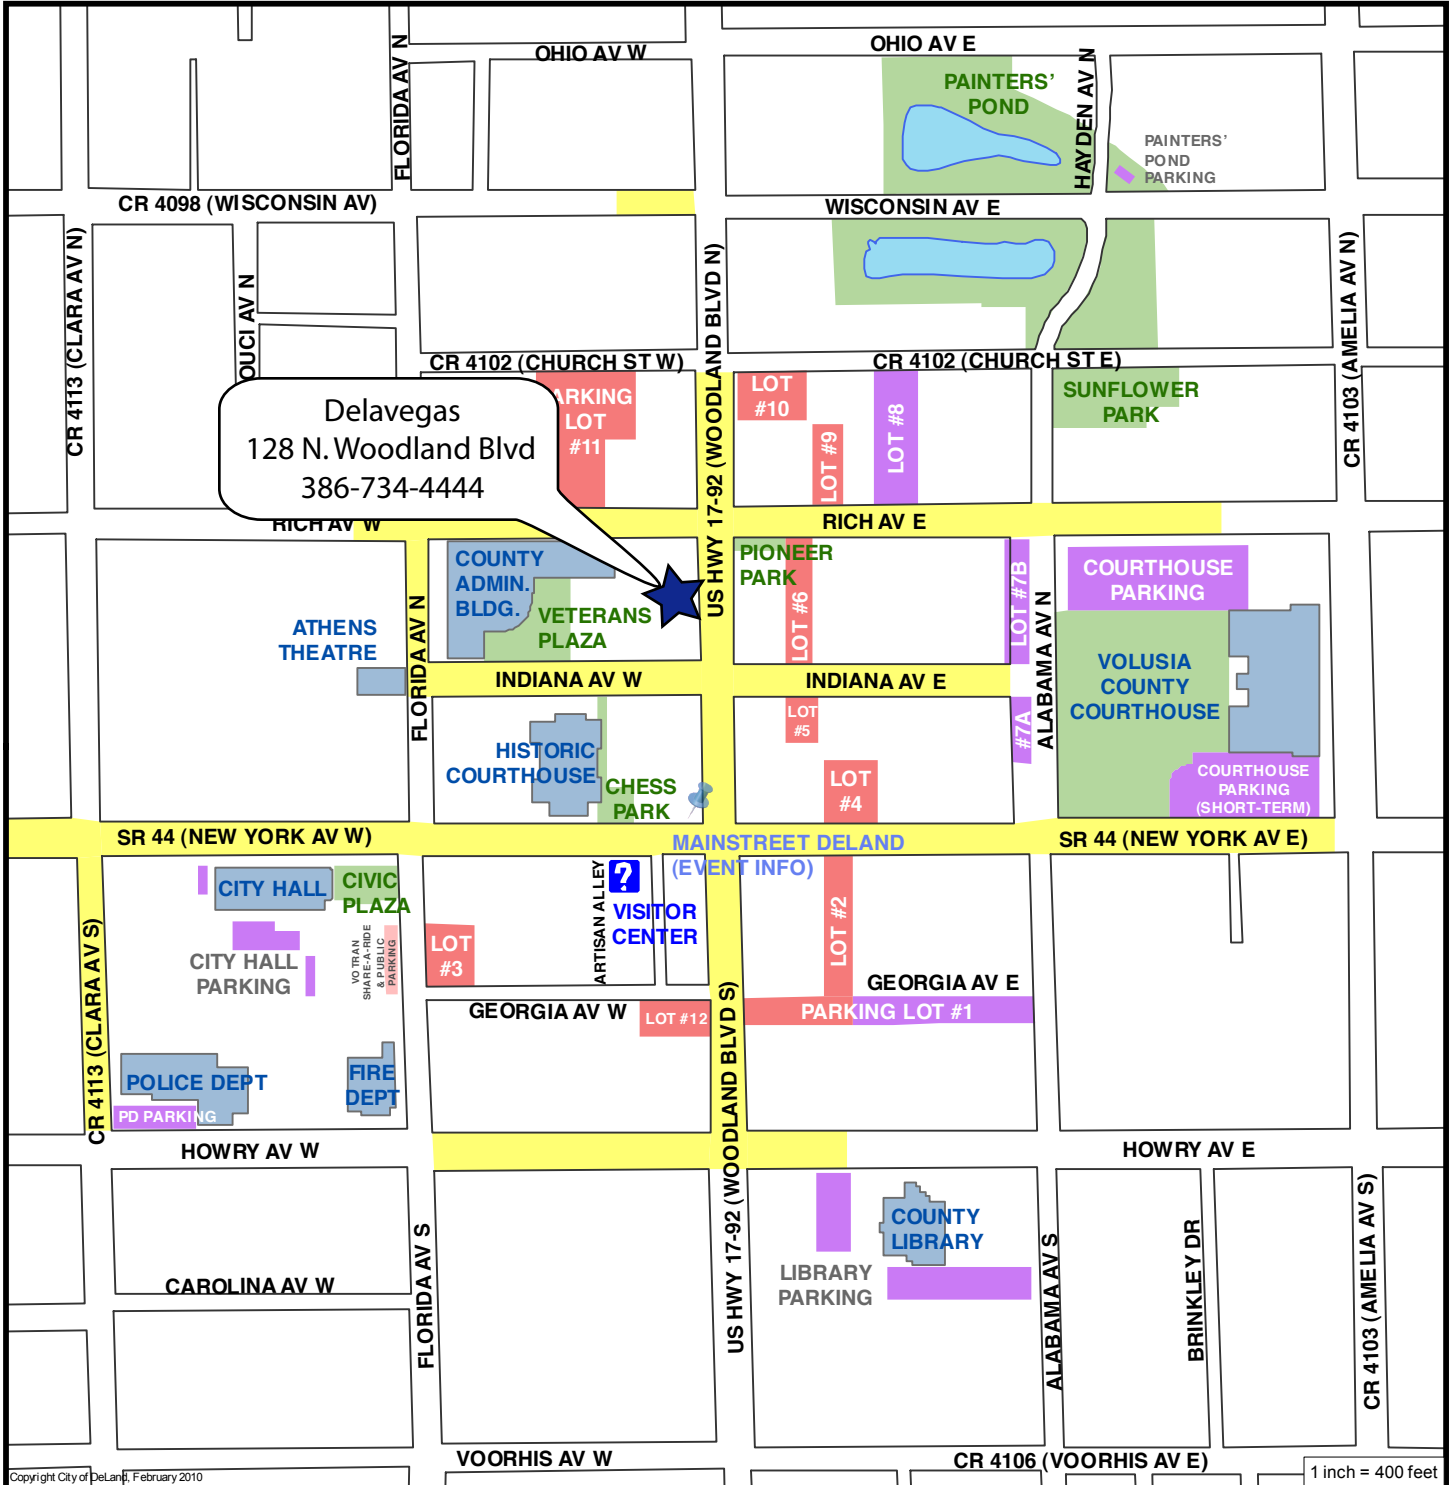 OHIO AV W
OHIO AV E
FLORIDA AV N
PAINTERS'
POND
HAYDEN AV N
PAINTERS'
POND
PARKING
CR 4098 (WISCONSIN AV)
WISCONSIN AV E
CR 4113 (CLARA AV N)
OUCI AV N
US HWY 17-92 (WOODLAND BLVD N)
CR 4103 (AMELIA AV N)
CR 4102 (CHURCH ST W)
CR 4102 (CHURCH ST E)
Delavegas
128 N. Woodland Blvd
386-734-4444
ARKING
LOT
#11
LOT
#10
LOT #9
LOT #8
SUNFLOWER
PARK
RICH AV W
RICH AV E
COUNTY
ADMIN.
BLDG.
VETERANS
PLAZA
PIONEER
PARK
LOT #6
LOT #7B
COURTHOUSE
PARKING
ATHENS
THEATRE
FLORIDA AV N
ALABAMA AV N
VOLUSIA
COUNTY
COURTHOUSE
INDIANA AV W
INDIANA AV E
LOT
#5
#7A
HISTORIC
COURTHOUSE
CHESS
PARK
LOT
#4
COURTHOUSE
PARKING
(SHORT-TERM)
SR 44 (NEW YORK AV W)
MAINSTREET DELAND
(EVENT INFO)
SR 44 (NEW YORK AV E)
CITY HALL
CIVIC
PLAZA
ARTISAN ALLEY
?
VISITOR
CENTER
LOT #2
CR 4113 (CLARA AV S)
CITY HALL
PARKING
VOTRAN
SHARE-A-RIDE
& PUBLIC
PARKING
LOT
#3
GEORGIA AV E
GEORGIA AV W
LOT #12
PARKING LOT #1
US HWY 17-92 (WOODLAND BLVD S)
POLICE DEPT
PD PARKING
FIRE
DEPT
HOWRY AV W
HOWRY AV E
COUNTY
LIBRARY
LIBRARY
PARKING
FLORIDA AV S
ALABAMA AV S
BRINKLEY DR
CR 4103 (AMELIA AV S)
CAROLINA AV W
VOORHIS AV W
CR 4106 (VOORHIS AV E)
Copyright City of DeLand, February 2010
1 inch = 400 feet